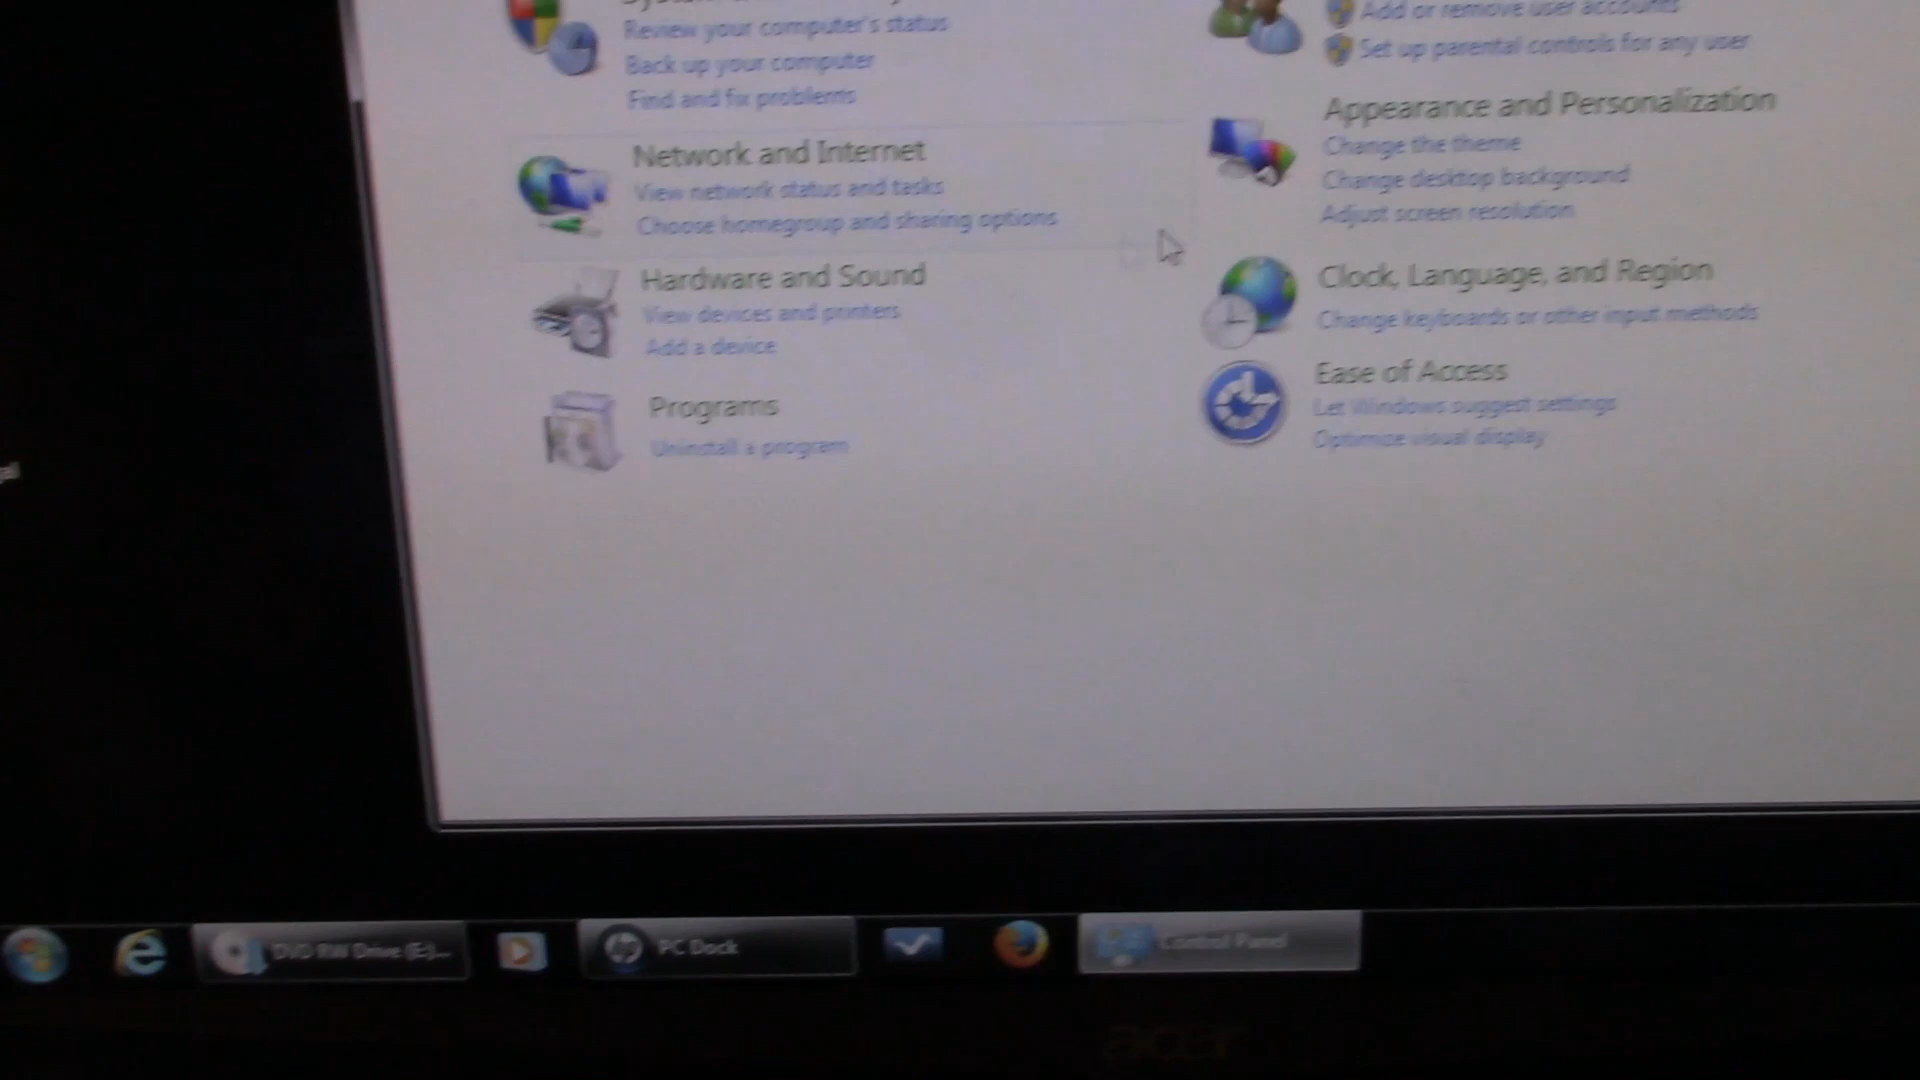 Review your computer's status
Back up your computer
Find and fix problems
Network and Internet
View network status and tasks
Choose homegroup and sharing options
Hardware and Sound
View devices and printers
Add a device
Programs
Uninstall a program
Add or remove user accounts
Set up parental controls for any user
Appearance and Personalization
Change the theme
Change desktop background
Adjust screen resolution
Clock, Language, and Region
Change keyboards or other input methods
Ease of Access
Let Windows suggest settings
Optimize visual display
DVD RW Drive (E:)...
PC Dock
Control Panel
acer